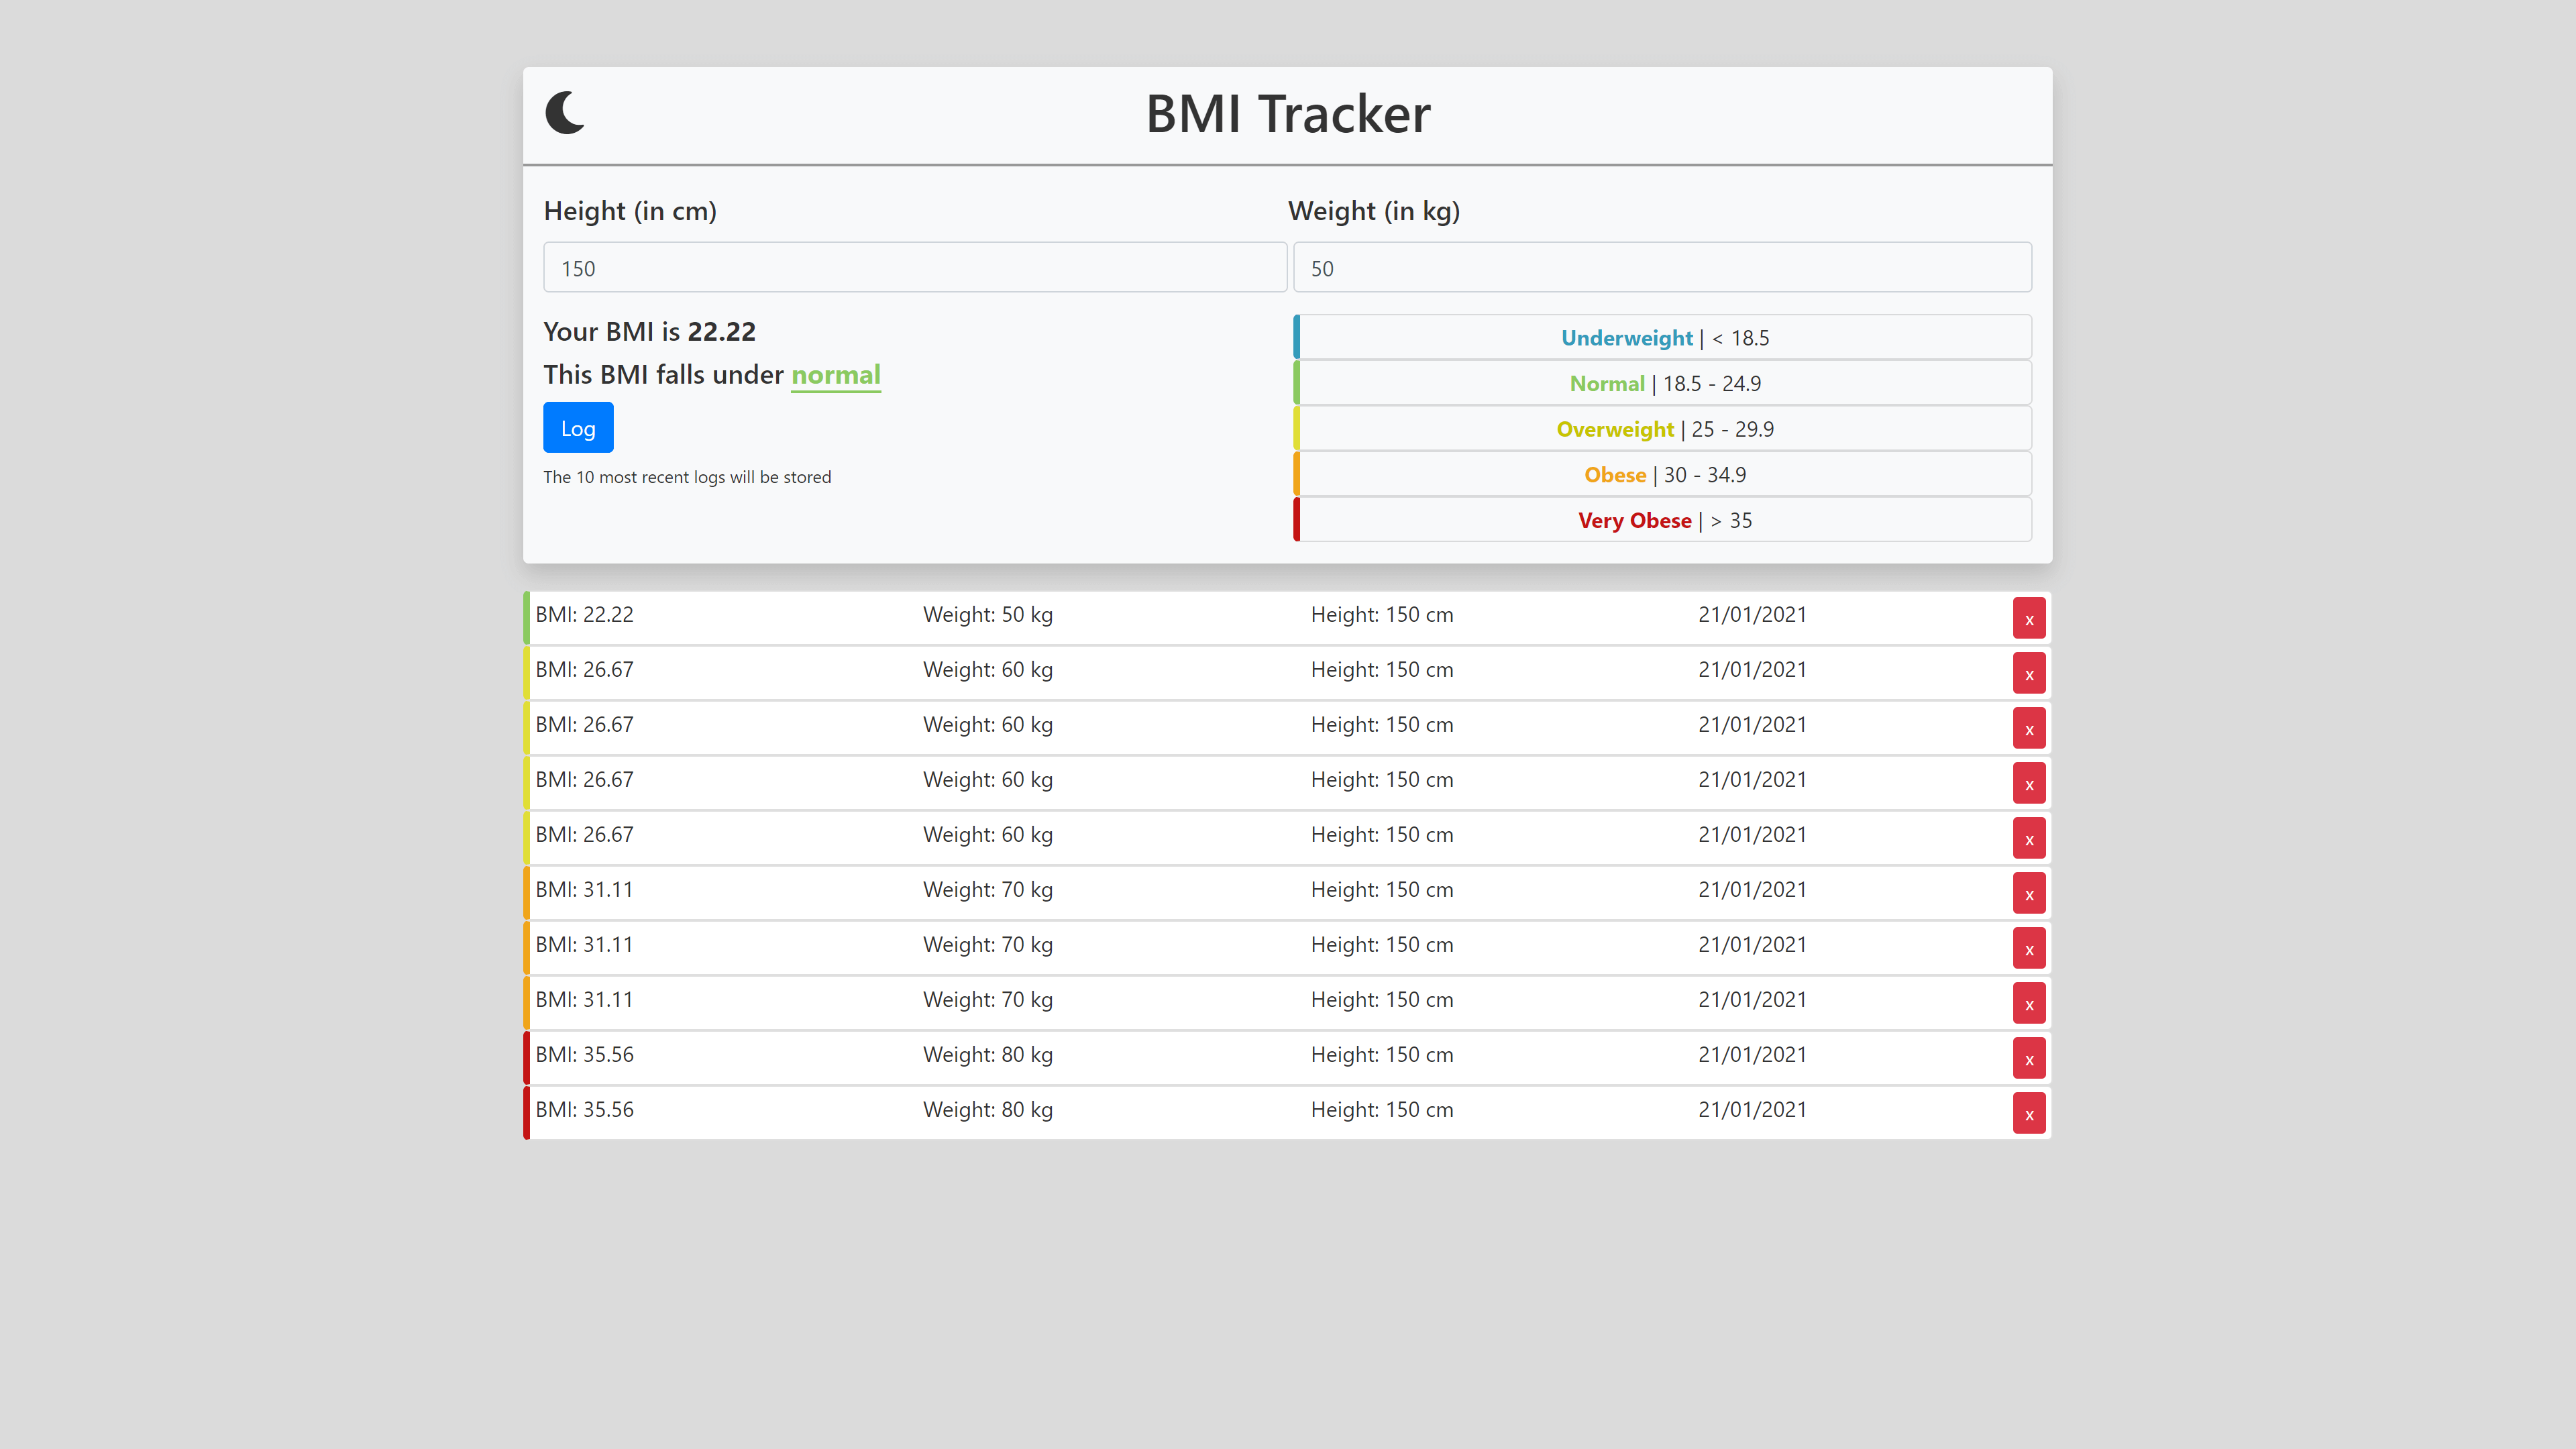 BMI Tracker
Height (in cm) Weight (in kg)
150 50
Your BMI is 22.22
This BMI falls under normal
Log
The 10 most recent logs will be stored
Underweight | < 18.5
Normal | 18.5 - 24.9
Overweight | 25 - 29.9
Obese | 30 - 34.9
Very Obese | > 35
BMI: 22.22 Weight: 50 kg Height: 150 cm 21/01/2021 x
BMI: 26.67 Weight: 60 kg Height: 150 cm 21/01/2021 x
BMI: 26.67 Weight: 60 kg Height: 150 cm 21/01/2021 x
BMI: 26.67 Weight: 60 kg Height: 150 cm 21/01/2021 x
BMI: 26.67 Weight: 60 kg Height: 150 cm 21/01/2021 x
BMI: 31.11 Weight: 70 kg Height: 150 cm 21/01/2021 x
BMI: 31.11 Weight: 70 kg Height: 150 cm 21/01/2021 x
BMI: 31.11 Weight: 70 kg Height: 150 cm 21/01/2021 x
BMI: 35.56 Weight: 80 kg Height: 150 cm 21/01/2021 x
BMI: 35.56 Weight: 80 kg Height: 150 cm 21/01/2021 x